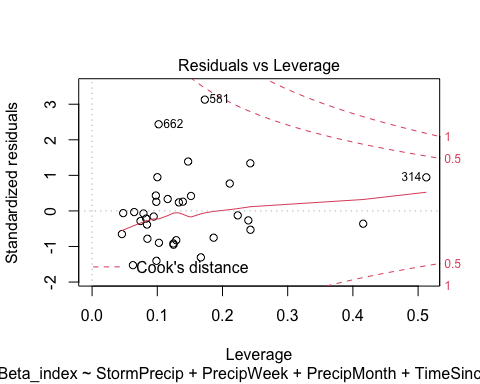 Residuals vs Leverage
Standardized residuals
3
2
1
0
-1
-2
581
662
314
1
0.5
0.5
1
Cook's distance
0.0 0.1 0.2 0.3 0.4 0.5
Leverage
Beta_index ~ StormPrecip + PrecipWeek + PrecipMonth + TimeSinc